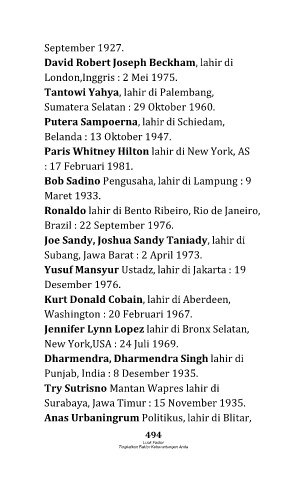 September 1927.
David Robert Joseph Beckham, lahir di
London,Inggris : 2 Mei 1975.
Tantowi Yahya, lahir di Palembang,
Sumatera Selatan : 29 Oktober 1960.
Putera Sampoerna, lahir di Schiedam,
Belanda : 13 Oktober 1947.
Paris Whitney Hilton lahir di New York, AS
: 17 Februari 1981.
Bob Sadino Pengusaha, lahir di Lampung : 9
Maret 1933.
Ronaldo lahir di Bento Ribeiro, Rio de Janeiro,
Brazil : 22 September 1976.
Joe Sandy, Joshua Sandy Taniady, lahir di
Subang, Jawa Barat : 2 April 1973.
Yusuf Mansyur Ustadz, lahir di Jakarta : 19
Desember 1976.
Kurt Donald Cobain, lahir di Aberdeen,
Washington : 20 Februari 1967.
Jennifer Lynn Lopez lahir di Bronx Selatan,
New York,USA : 24 Juli 1969.
Dharmendra, Dharmendra Singh lahir di
Punjab, India : 8 Desember 1935.
Try Sutrisno Mantan Wapres lahir di
Surabaya, Jawa Timur : 15 November 1935.
Anas Urbaningrum Politikus, lahir di Blitar,
494
Luck Factor
Tingkatkan Faktor Keberuntungan Anda